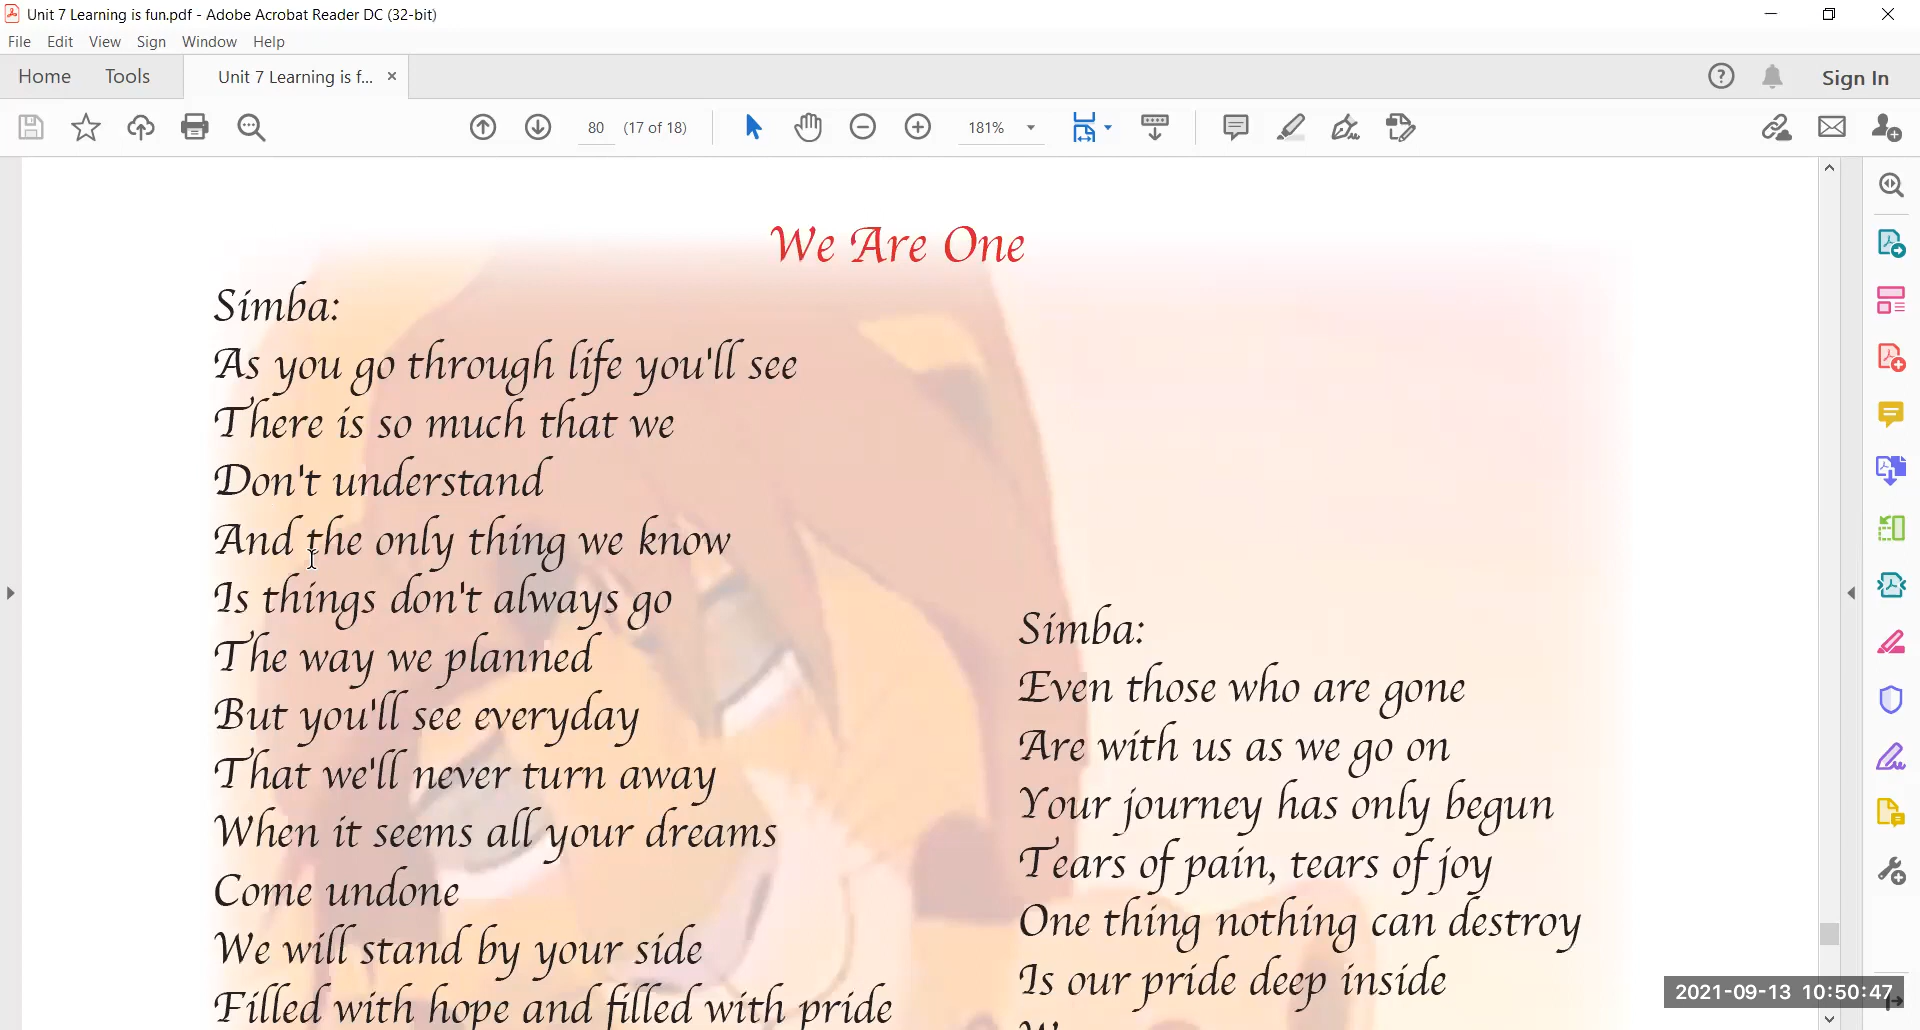 Unit 7 Learning is fun.pdf - Adobe Acrobat Reader DC (32-bit)
File Edit View Sign Window Help
Home Tools Unit 7 Learning is f... × Sign In
80 (17 of 18) 181%
We Are One
Simba:
As you go through life you'll see
There is so much that we
Don't understand
And the only thing we know
Is things don't always go
The way we planned
But you'll see everyday
That we'll never turn away
When it seems all your dreams
Come undone
We will stand by your side
Filled with hope and filled with pride
Simba:
Even those who are gone
Are with us as we go on
Your journey has only begun
Tears of pain, tears of joy
One thing nothing can destroy
Is our pride deep inside
2021-09-13 10:50:47